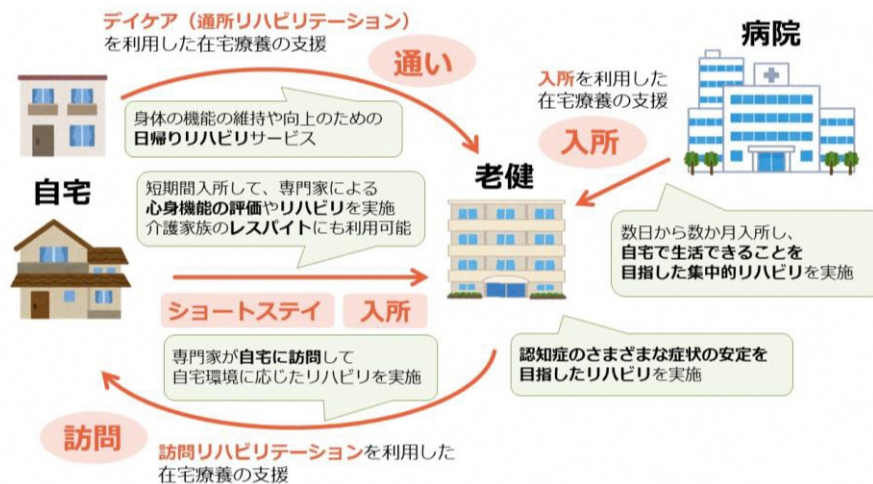 デイケア（通所リハビリテーション）
を利用した在宅療養の支援
通い
病院
入所を利用した
在宅療養の支援
入所
身体の機能の維持や向上のための
日帰りリハビリサービス
自宅
短期間入所して、専門家による
心身機能の評価やリハビリを実施
介護家族のレスパイトにも利用可能
老健
数日から数か月入所し、
自宅で生活できることを
目指した集中的リハビリを実施
ショートステイ
入所
専門家が自宅に訪問して
自宅環境に応じたリハビリを実施
認知症のさまざまな症状の安定を
目指したリハビリを実施
訪問
訪問リハビリテーションを利用した
在宅療養の支援